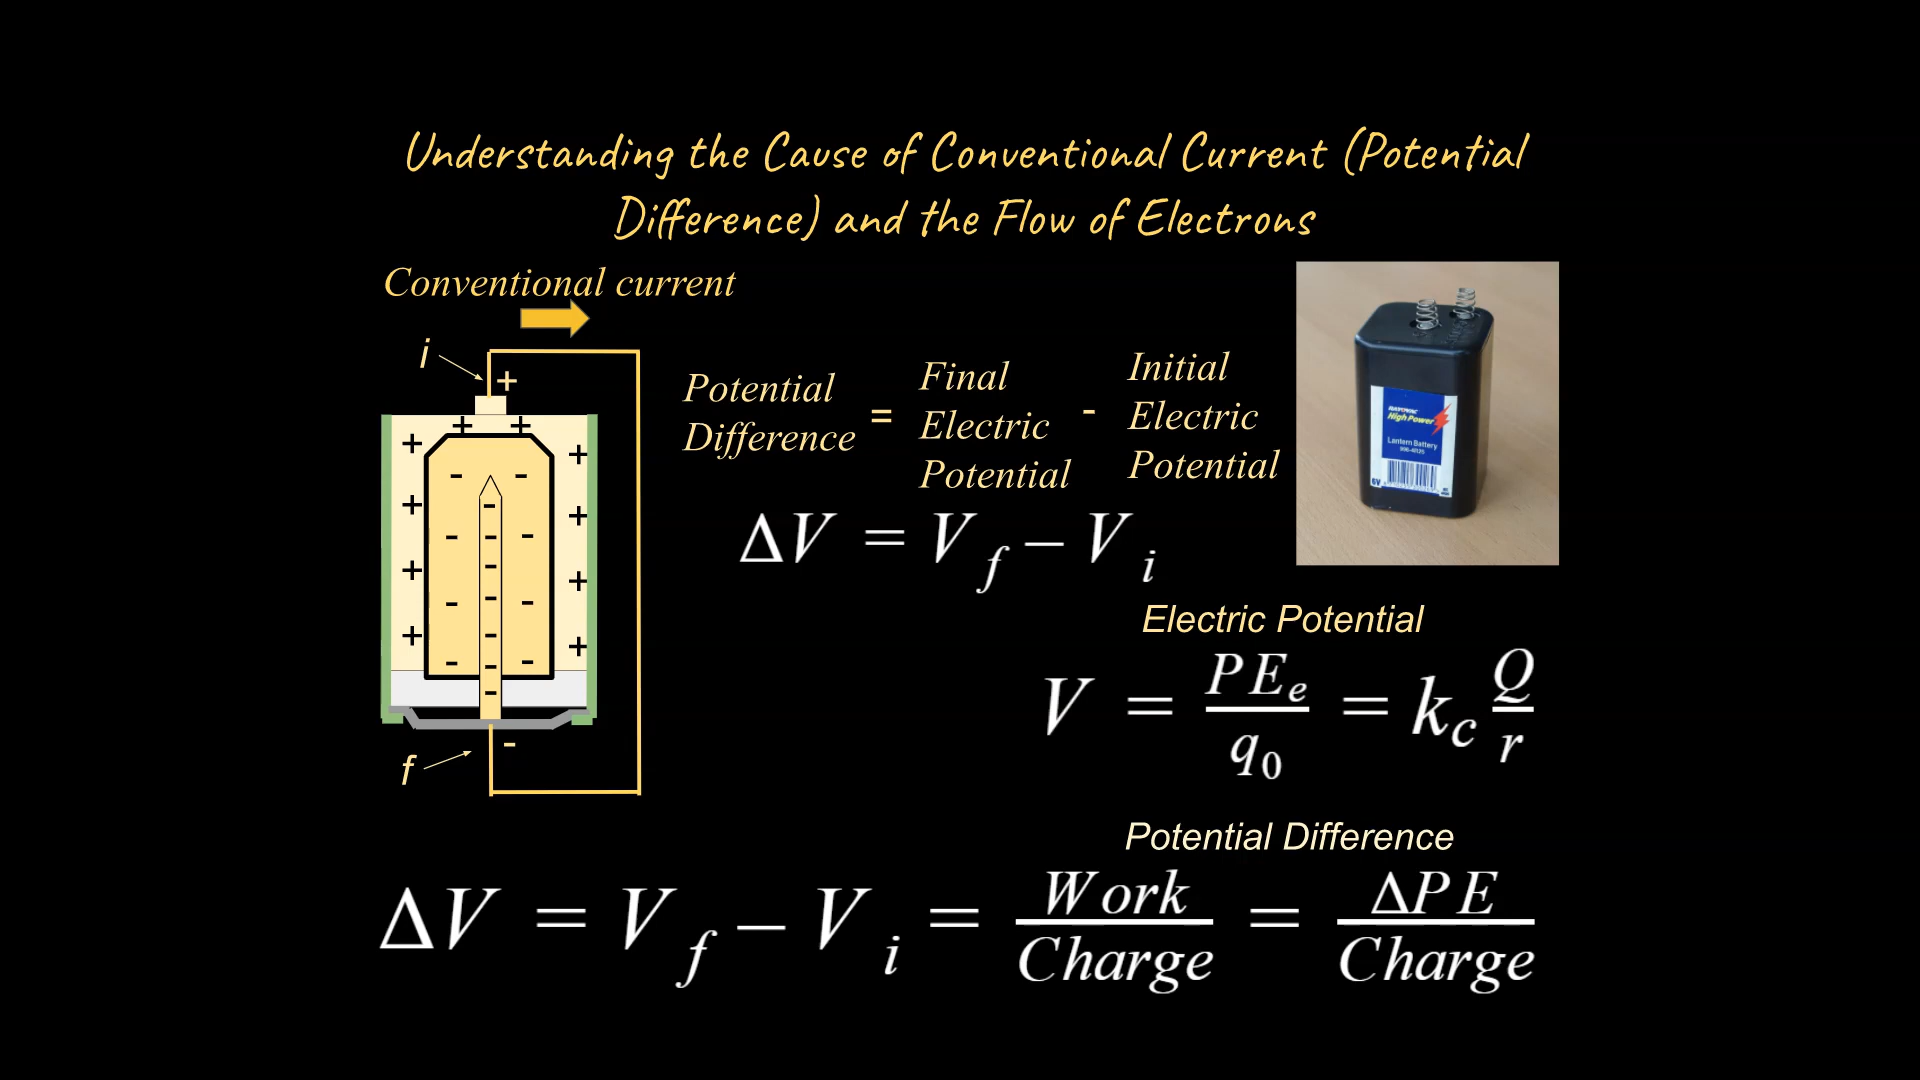 Understanding the Cause of Conventional Current (Potential
Difference) and the Flow of Electrons
Conventional current
i
+
+ +
+ +
- -
-
+ +
- - -
-
+ +
- - -
-
+ +
- - -
-
-
f
Potential
Difference
=
Final
Electric
Potential
-
Initial
Electric
Potential
ΔV = V_f − V_i
RAYOVAC
High Power
Lantern Battery
6V
Electric Potential
V = PE_e / q_0 = k_c Q / r
Potential Difference
ΔV = V_f − V_i = Work / Charge = ΔPE / Charge